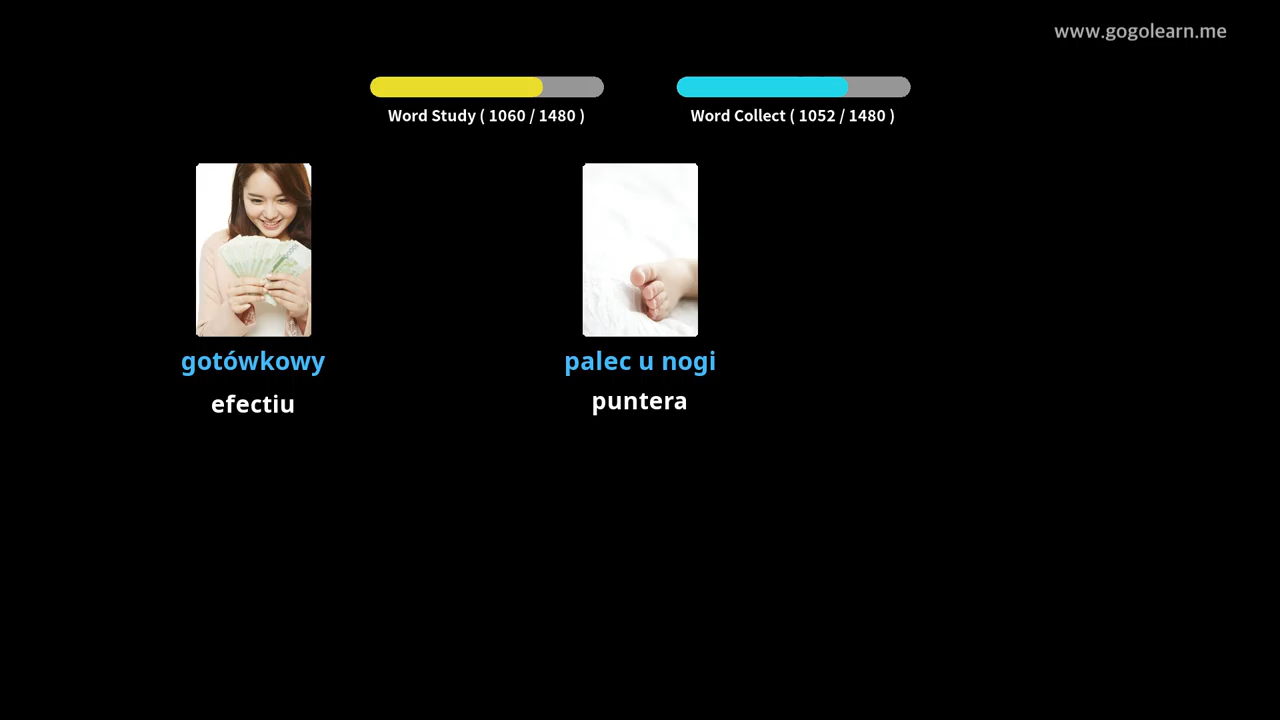 www.gogolearn.me
Word Study ( 1060 / 1480 )
Word Collect ( 1052 / 1480 )
gotówkowy
efectiu
palec u nogi
puntera